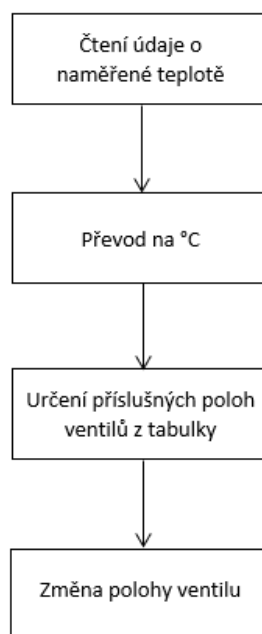 Čtení údaje o
naměřené teplotě
Převod na °C
Určení příslušných poloh
ventilů z tabulky
Změna polohy ventilu